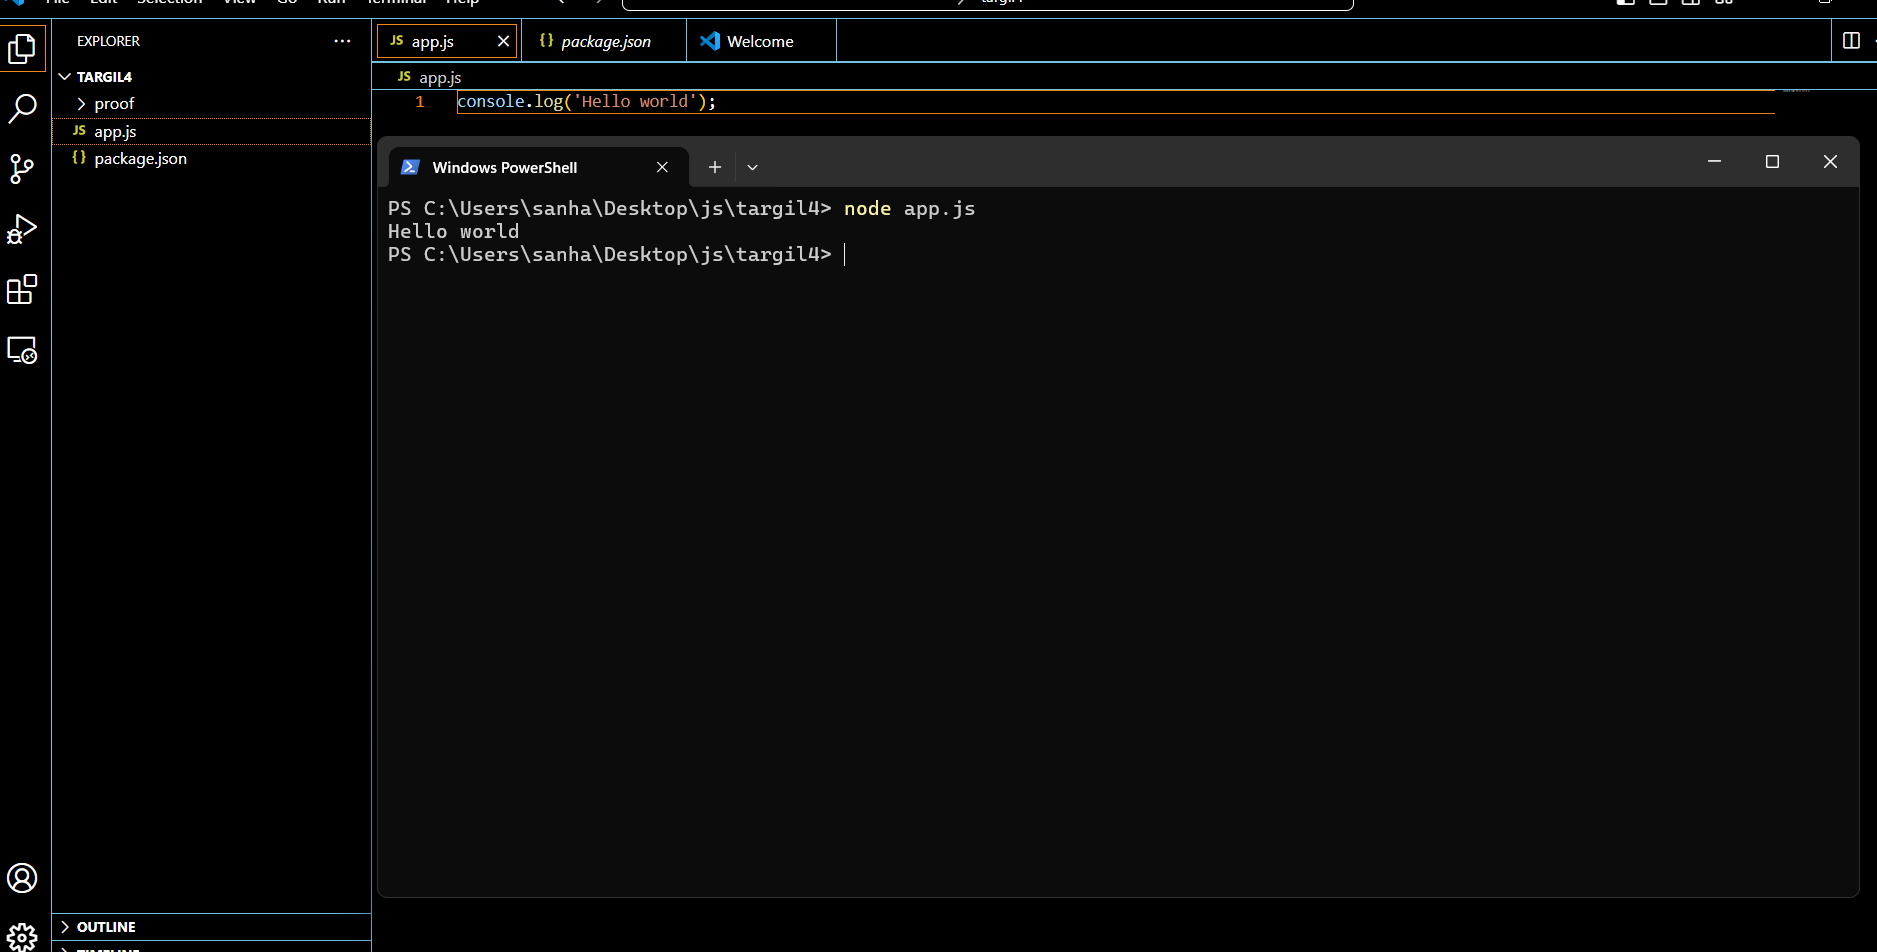 File Edit Selection View Go Run Terminal Help
targil4
EXPLORER
TARGIL4
proof
JS app.js
{} package.json
OUTLINE
TIMELINE
JS app.js
{} package.json
Welcome
JS app.js
1 console.log('Hello world');
Windows PowerShell
PS C:\Users\sanha\Desktop\js\targil4> node app.js
Hello world
PS C:\Users\sanha\Desktop\js\targil4>